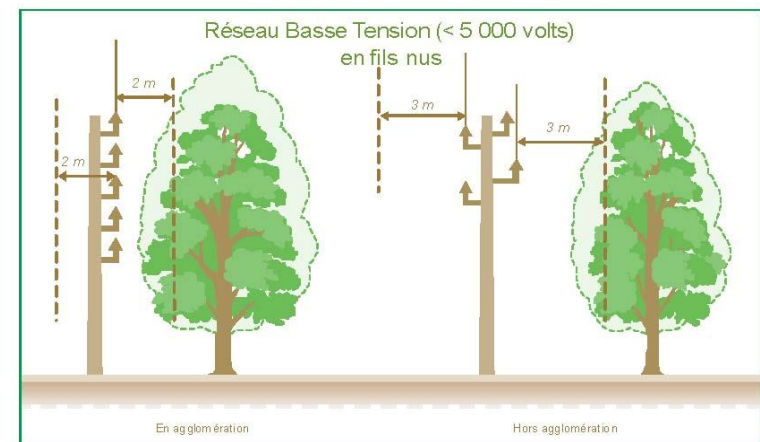 Réseau Basse Tension (< 5 000 volts)
en fils nus
2 m
2 m
3 m
3 m
En agglomération
Hors agglomération